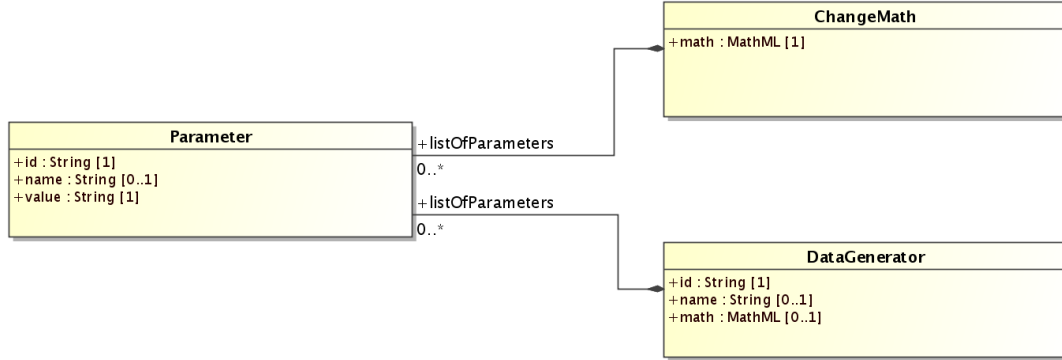 ChangeMath
+math : MathML [1]
Parameter
+id : String [1]
+name : String [0..1]
+value : String [1]
+listOfParameters
0..*
+listOfParameters
0..*
DataGenerator
+id : String [1]
+name : String [0..1]
+math : MathML [0..1]